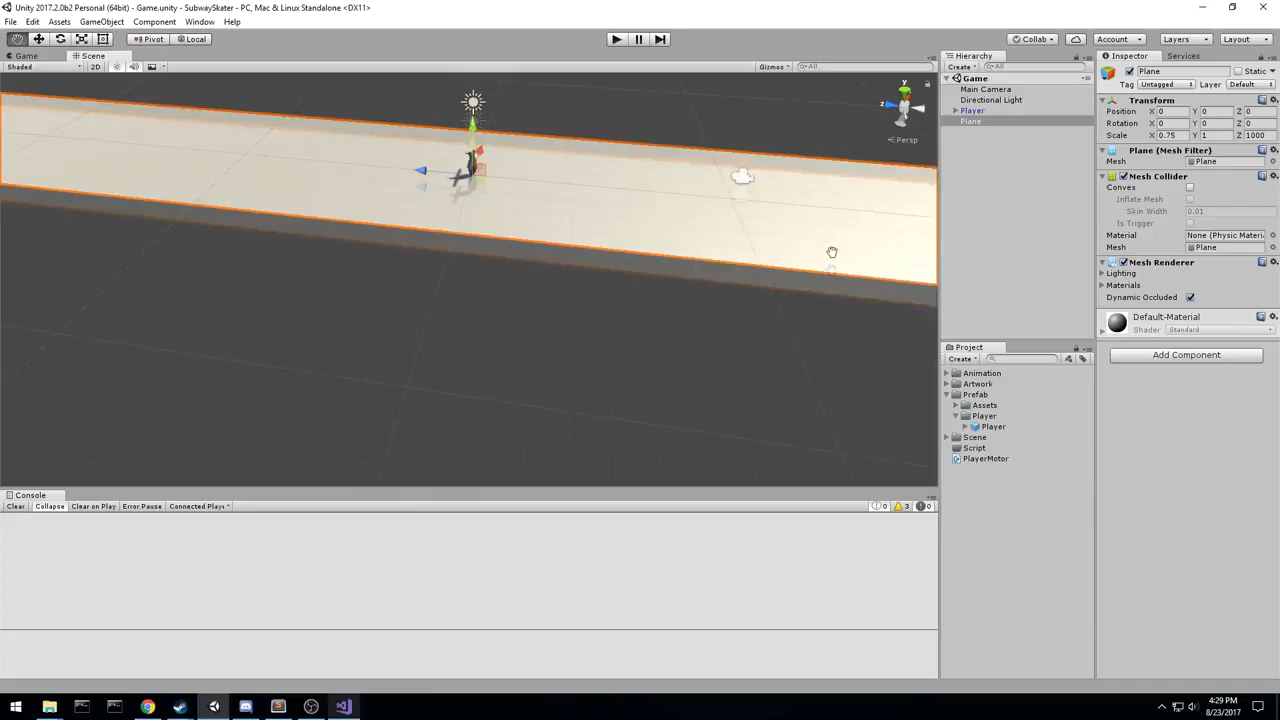 Unity 2017.2.0b2 Personal (64bit) - Game.unity - SubwaySkater - PC, Mac & Linux Standalone <DX11>
File Edit Assets GameObject Component Window Help
Pivot Local Collab Account Layers Layout
Game Scene Hierarchy Inspector Services
Shaded 2D Gizmos All Create All Plane Static
Game Tag Untagged Layer Default
Main Camera
Directional Light Transform
Player Position X 0 Y 0 Z 0
Plane Rotation X 0 Y 0 Z 0
Scale X 0.75 Y 1 Z 1000
y
z
Persp
Plane (Mesh Filter)
Mesh Plane
Mesh Collider
Convex
Inflate Mesh
Skin Width 0.01
Is Trigger
Material None (Physic Materi
Mesh Plane
Mesh Renderer
Lighting
Materials
Dynamic Occluded
Default-Material
Shader Standard
Add Component
Project
Create
Animation
Artwork
Prefab
Assets
Player
Player
Scene
Script
PlayerMotor
Console
Clear Collapse Clear on Play Error Pause Connected Playe 0 3 0
4:29 PM
8/23/2017